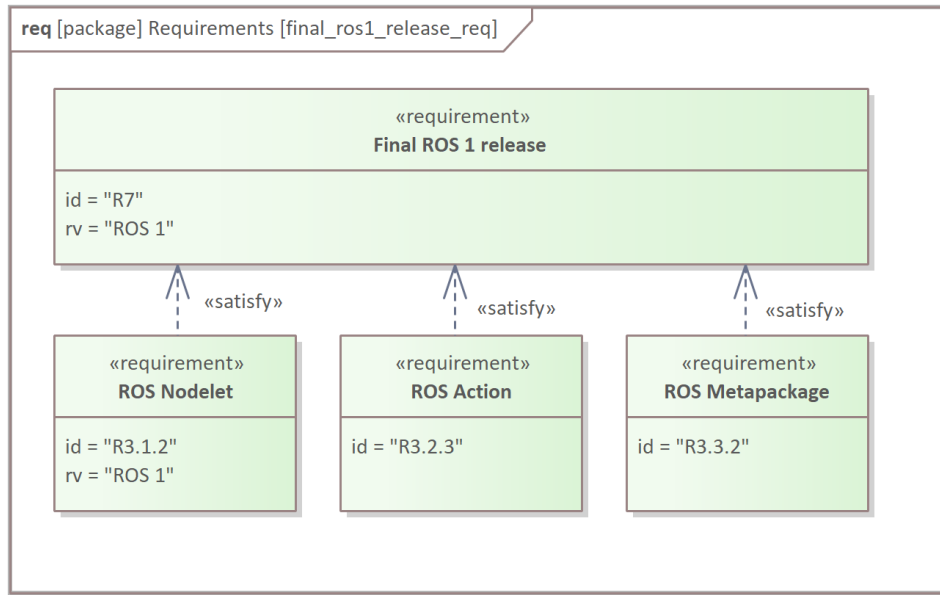 req [package] Requirements [final_ros1_release_req]
«requirement»
Final ROS 1 release
id = "R7"
rv = "ROS 1"
«satisfy»
«satisfy»
«satisfy»
«requirement»
ROS Nodelet
id = "R3.1.2"
rv = "ROS 1"
«requirement»
ROS Action
id = "R3.2.3"
«requirement»
ROS Metapackage
id = "R3.3.2"